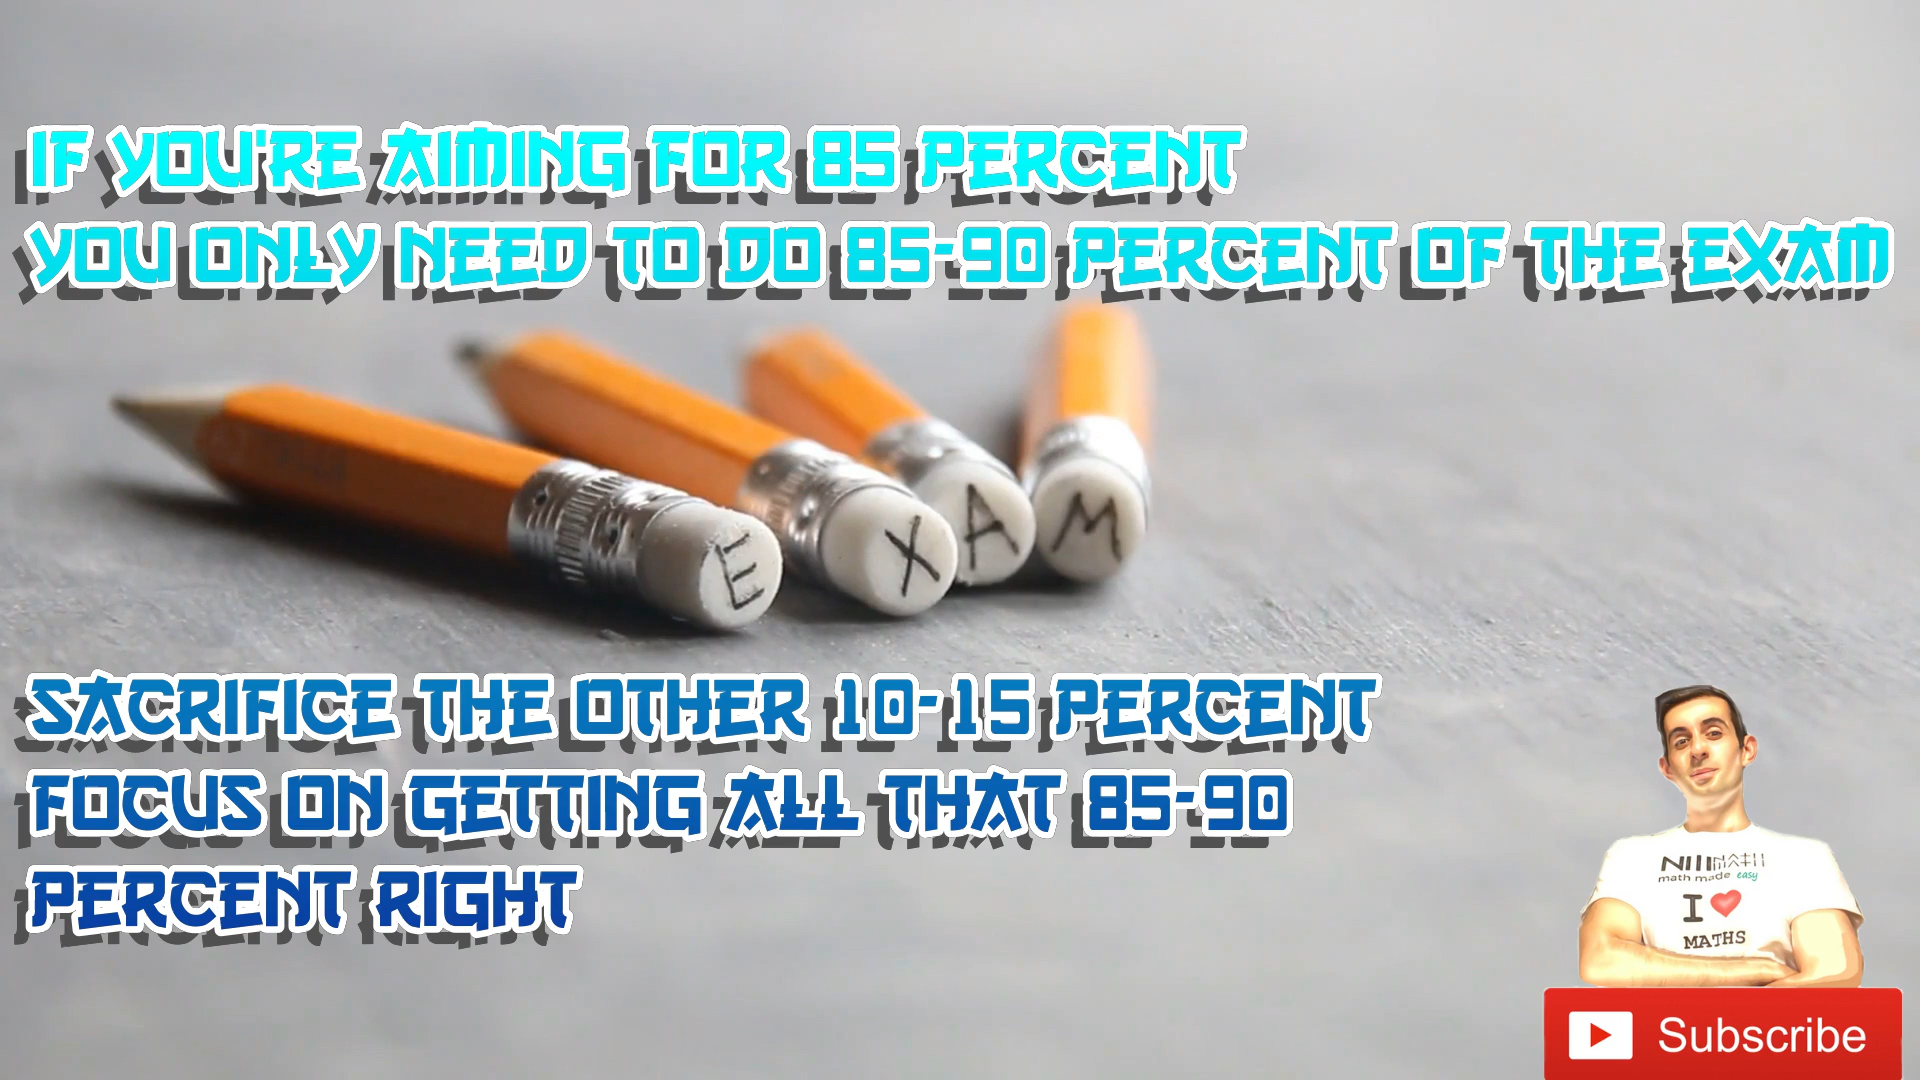 IF YOU'RE AIMING FOR 85 PERCENT
YOU ONLY NEED TO DO 85-90 PERCENT OF THE EXAM
E X A M
SACRIFICE THE OTHER 10-15 PERCENT
FOCUS ON GETTING ALL THAT 85-90
PERCENT RIGHT
math made easy
I ❤
MATHS
Subscribe